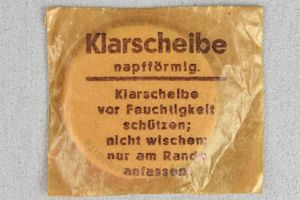 Klarscheibe
napfförmig.
Klarscheibe
vor Feuchtigkeit
schützen;
nicht wischen;
nur am Rande
anfassen!